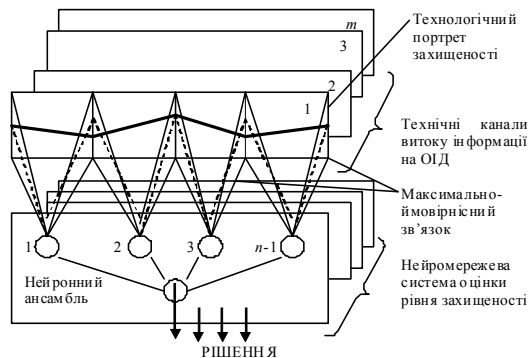 m
3
2
1
Технологічний
портрет
захищеності
Технічні канали
витоку інформації
на ОІД
Максимально-
ймовірнісний
зв’язок
1
2
3
n-1
Нейронний
ансамбль
Нейромережева
система оцінки
рівня захищеності
РІШЕННЯ